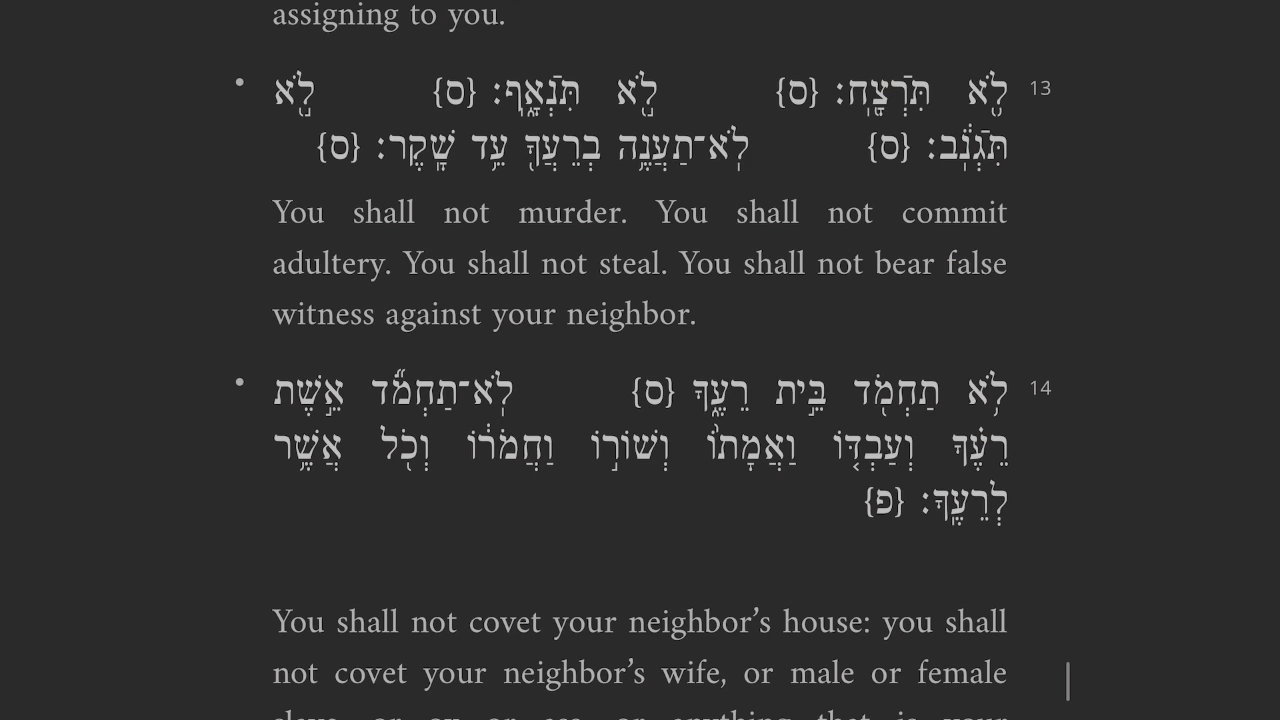 assigning to you.
• לֹ֥א תִּרְצָ֖ח׃ {ס} לֹ֣א תִּנְאָ֑ף׃ {ס} לֹ֣א 13
תִּגְנֹֽב׃ {ס} לֹֽא־תַעֲנֶ֥ה בְרֵעֲךָ֖ עֵ֥ד שָֽׁקֶר׃ {ס}
You shall not murder. You shall not commit
adultery. You shall not steal. You shall not bear false
witness against your neighbor.
• לֹ֥א תַחְמֹ֖ד בֵּ֣ית רֵעֶ֑ךָ {ס} לֹֽא־תַחְמֹ֞ד אֵ֣שֶׁת 14
רֵעֶ֗ךָ וְעַבְדּ֤וֹ וַאֲמָתוֹ֙ וְשׁוֹר֣וֹ וַחֲמֹר֔וֹ וְכֹ֖ל אֲשֶׁ֥ר
לְרֵעֶֽךָ׃ {פ}
You shall not covet your neighbor’s house: you shall
not covet your neighbor’s wife, or male or female